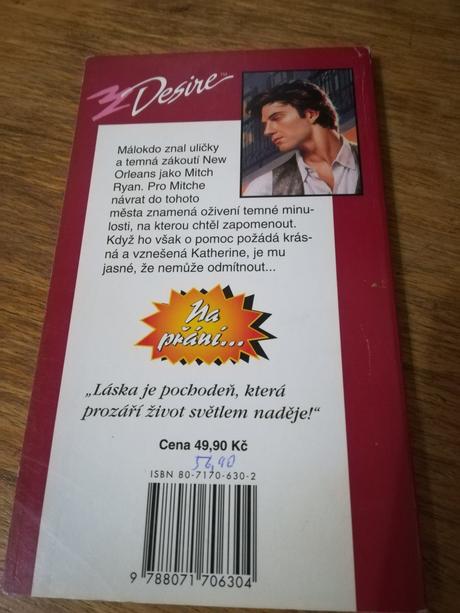 Desire™
Málokdo znal uličky
a temná zákoutí New
Orleans jako Mitch
Ryan. Pro Mitche
návrat do tohoto
města znamená oživení temné minu-
losti, na kterou chtěl zapomenout.
Když ho však o pomoc požádá krás-
ná a vznešená Katherine, je mu
jasné, že nemůže odmítnout...
Na
přání...
„Láska je pochodeň, která
prozáří život světlem naděje!“
Cena 49,90 Kč
56,90
ISBN 80-7170-630-2
9 788071 706304